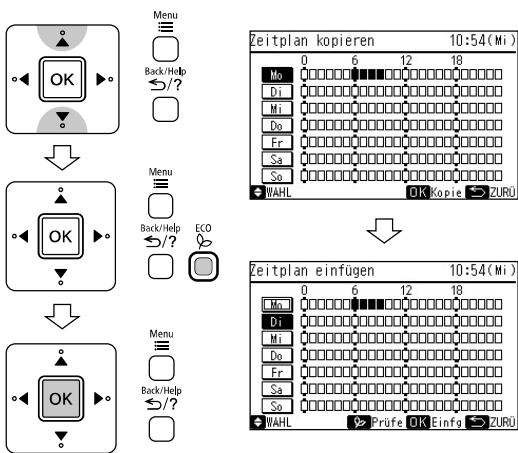 Menu
OK
Back/Help
/?
Menu
OK
Back/Help
/?
ECO
Menu
OK
Back/Help
/?
Zeitplan kopieren 10:54(Mi)
0 6 12 18
Mo
Di
Mi
Do
Fr
Sa
So
WAHL OK Kopie ZURÜ
Zeitplan einfügen 10:54(Mi)
0 6 12 18
Mo
Di
Mi
Do
Fr
Sa
So
WAHL Prüfe OK Einfg ZURÜ